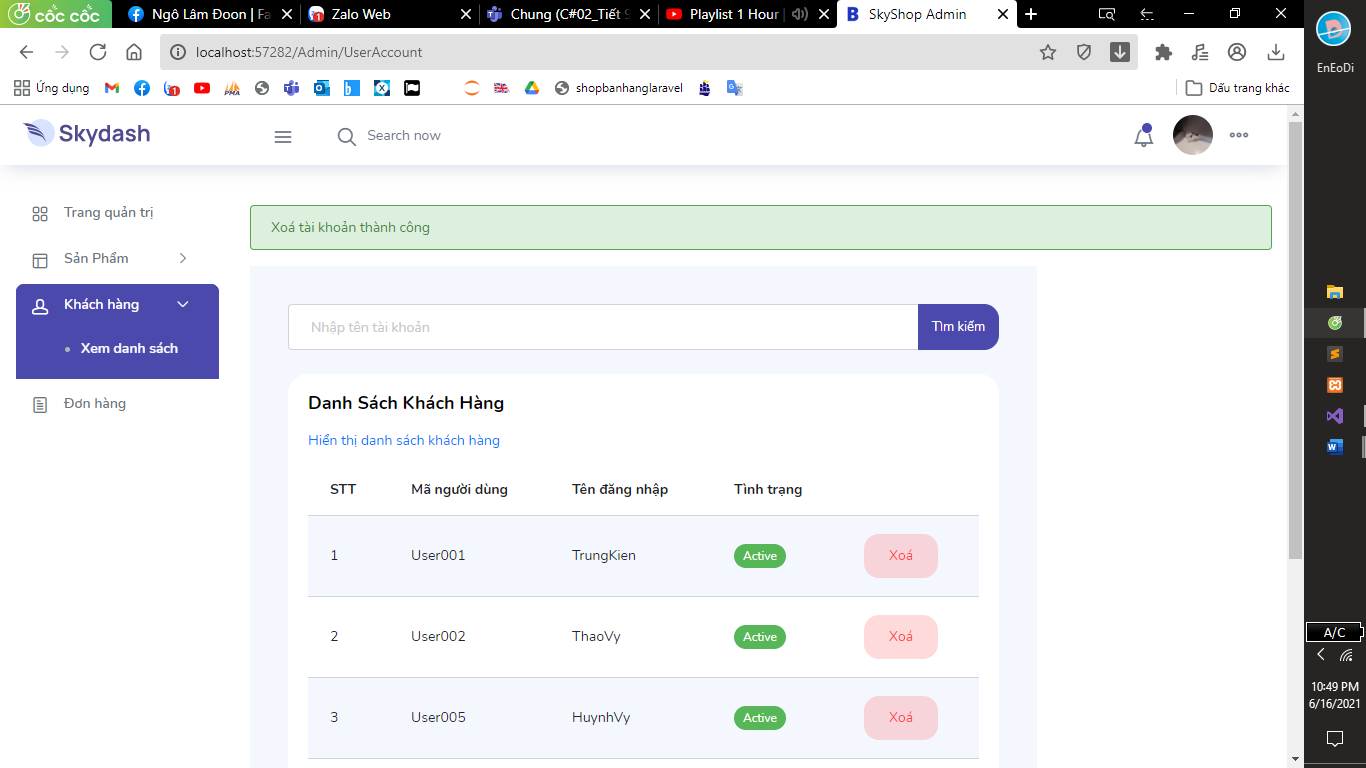 cốc cốc
Ngô Lâm Đoon | Fa
Zalo Web
Chung (C#02_Tiết 9
Playlist 1 Hour |
SkyShop Admin
EnEoDi
localhost:57282/Admin/UserAccount
Ứng dụng
shopbanhanglaravel
Dấu trang khác
Skydash
Search now
Trang quản trị
Sản Phẩm
Khách hàng
Xem danh sách
Đơn hàng
Xoá tài khoản thành công
Nhập tên tài khoản
Tìm kiếm
Danh Sách Khách Hàng
Hiển thị danh sách khách hàng
STT Mã người dùng Tên đăng nhập Tình trạng
1 User001 TrungKien Active Xoá
2 User002 ThaoVy Active Xoá
3 User005 HuynhVy Active Xoá
A/C
10:49 PM
6/16/2021